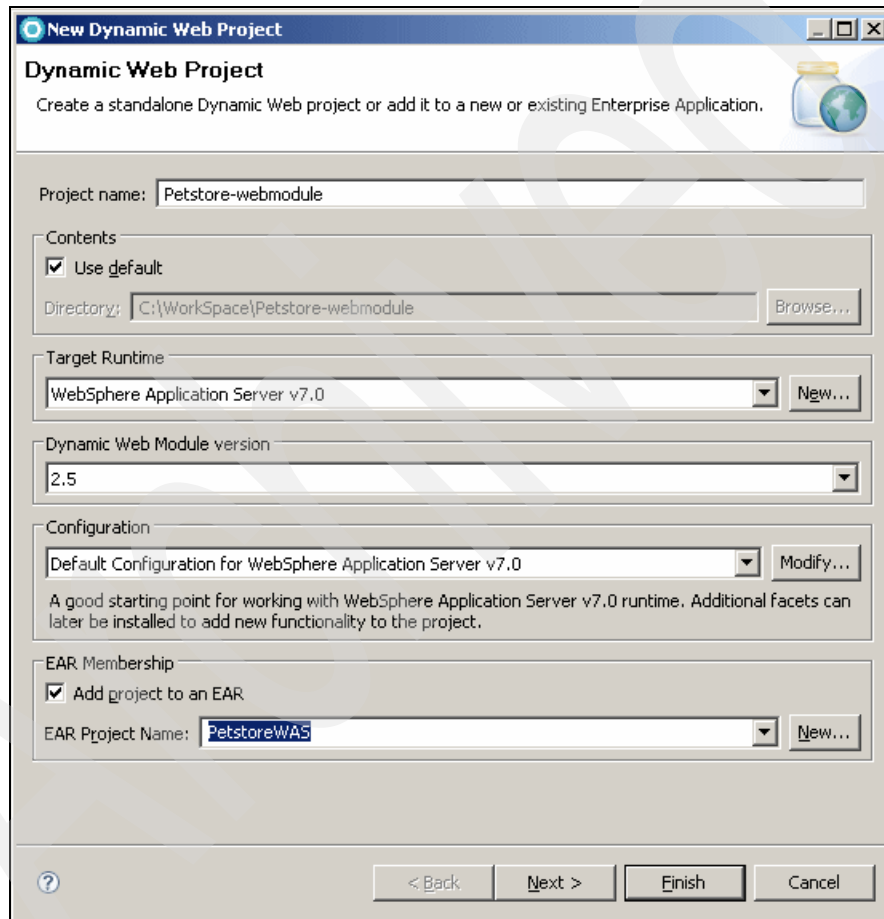 New Dynamic Web Project
Dynamic Web Project
Create a standalone Dynamic Web project or add it to a new or existing Enterprise Application.
Project name: Petstore-webmodule
Contents
Use default
Directory: C:\WorkSpace\Petstore-webmodule Browse...
Target Runtime
WebSphere Application Server v7.0 New...
Dynamic Web Module version
2.5
Configuration
Default Configuration for WebSphere Application Server v7.0 Modify...
A good starting point for working with WebSphere Application Server v7.0 runtime. Additional facets can
later be installed to add new functionality to the project.
EAR Membership
Add project to an EAR
EAR Project Name: PetstoreWAS New...
? < Back Next > Finish Cancel